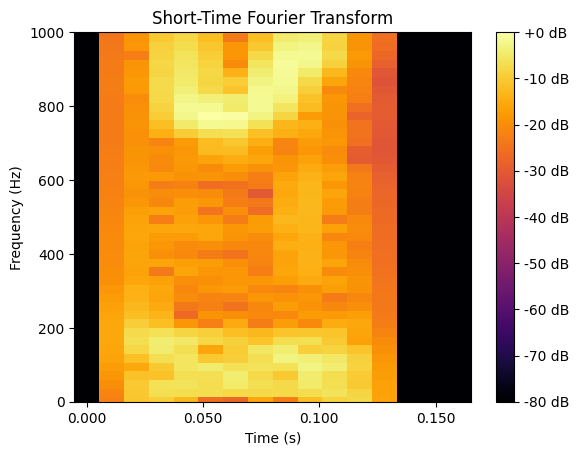 Short-Time Fourier Transform
1000
800
600
400
200
0
Frequency (Hz)
0.000
0.050
0.100
0.150
Time (s)
+0 dB
-10 dB
-20 dB
-30 dB
-40 dB
-50 dB
-60 dB
-70 dB
-80 dB